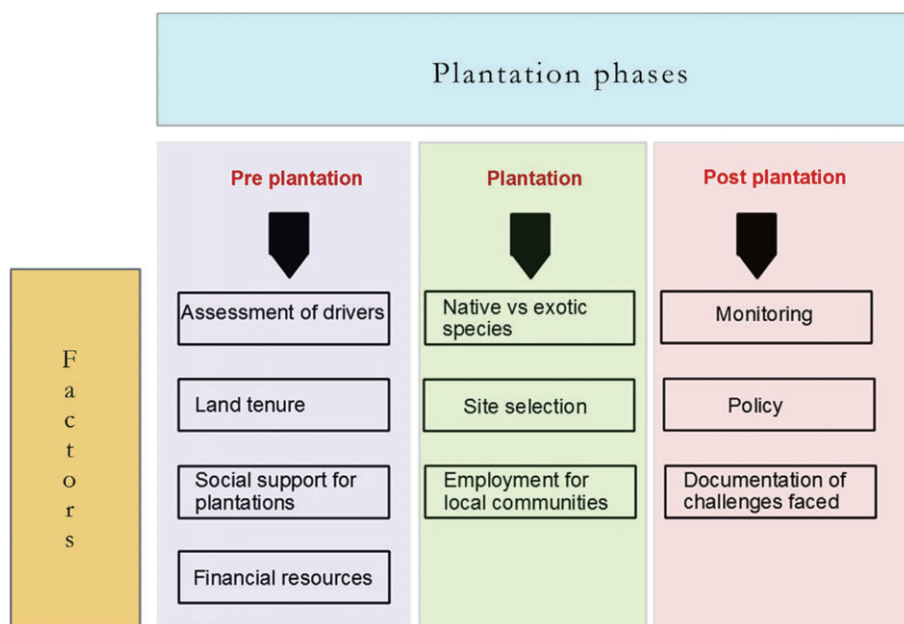 Plantation phases
Pre plantation
Assessment of drivers
Land tenure
Social support for
plantations
Financial resources
Plantation
Native vs exotic
species
Site selection
Employment for
local communities
Post plantation
Monitoring
Policy
Documentation of
challenges faced
Factors